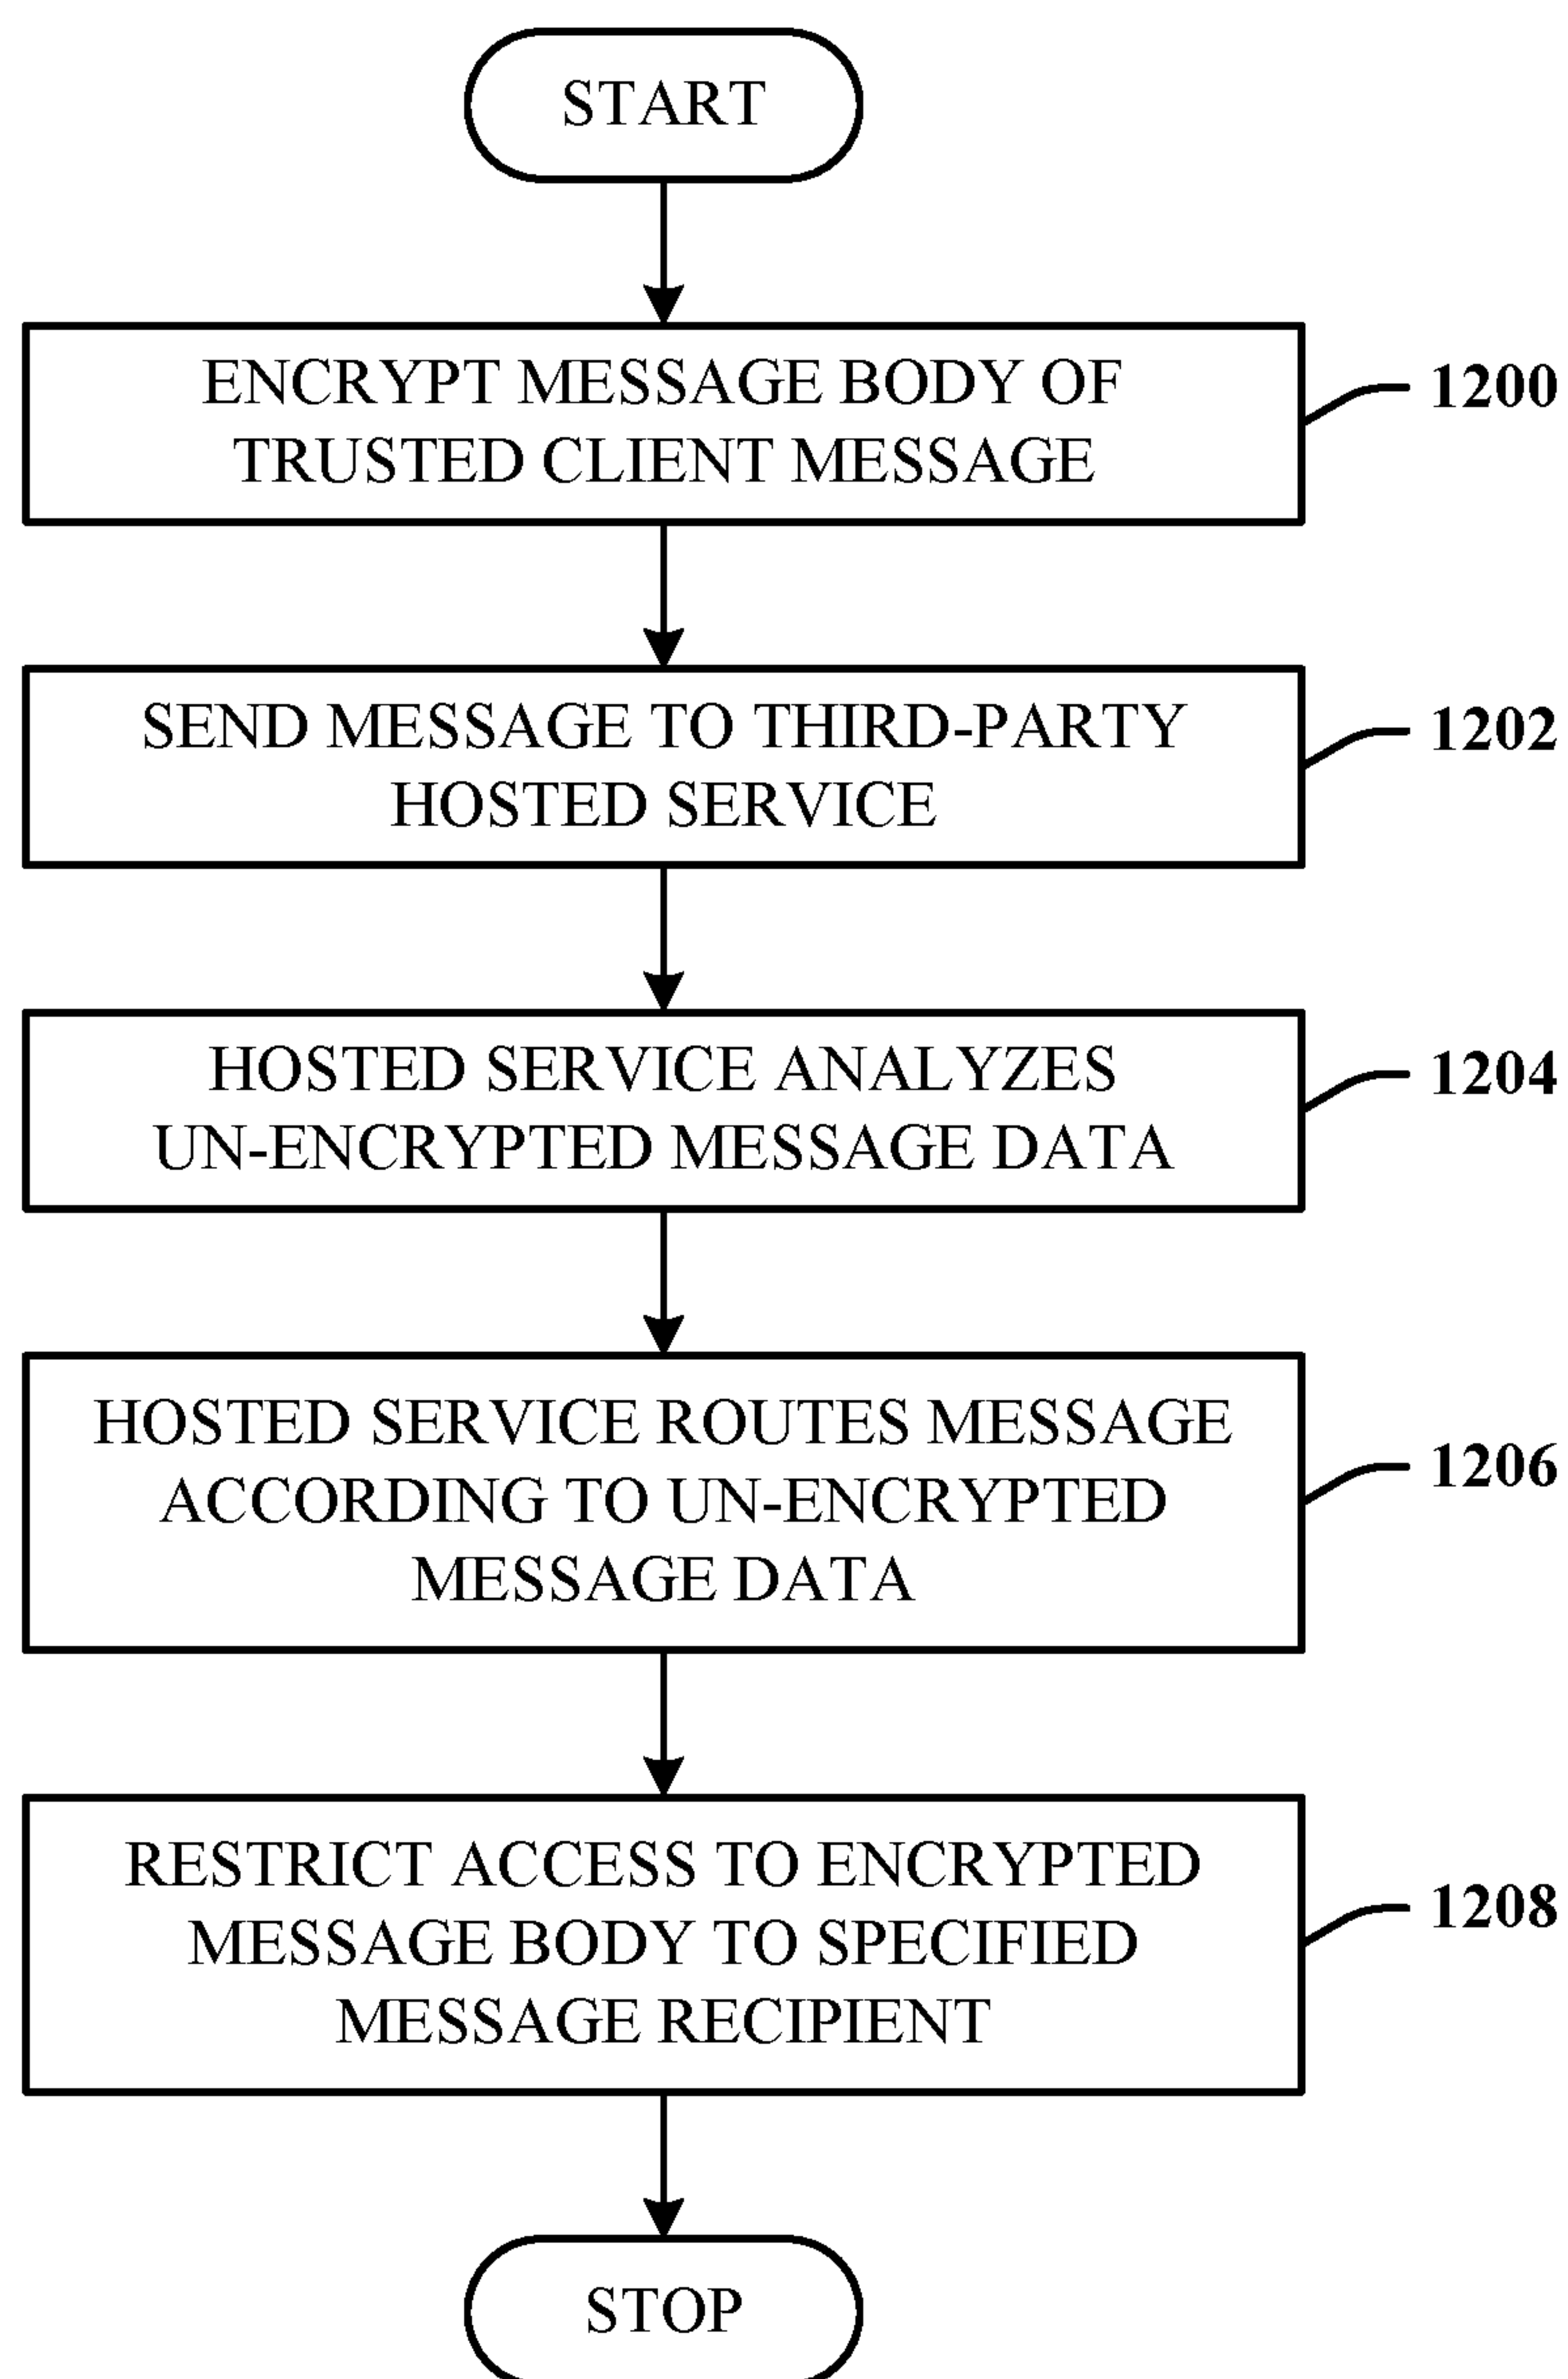 START
ENCRYPT MESSAGE BODY OF
TRUSTED CLIENT MESSAGE
1200
SEND MESSAGE TO THIRD-PARTY
HOSTED SERVICE
1202
HOSTED SERVICE ANALYZES
UN-ENCRYPTED MESSAGE DATA
1204
HOSTED SERVICE ROUTES MESSAGE
ACCORDING TO UN-ENCRYPTED
MESSAGE DATA
1206
RESTRICT ACCESS TO ENCRYPTED
MESSAGE BODY TO SPECIFIED
MESSAGE RECIPIENT
1208
STOP